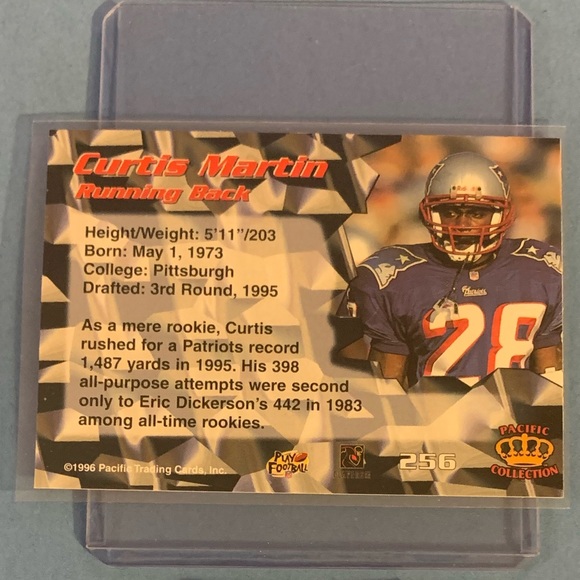 Curtis Martin
Running Back
Height/Weight: 5'11"/203
Born: May 1, 1973
College: Pittsburgh
Drafted: 3rd Round, 1995
As a mere rookie, Curtis
rushed for a Patriots record
1,487 yards in 1995. His 398
all-purpose attempts were second
only to Eric Dickerson's 442 in 1983
among all-time rookies.
Patriots
28
©1996 Pacific Trading Cards, Inc.
PLAY
FOOTBALL
PLAYERS
256
PACIFIC
COLLECTION